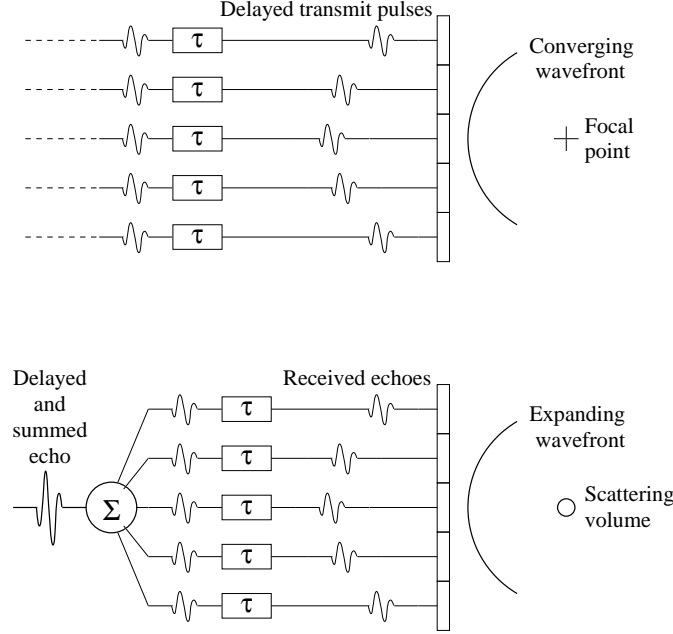 Delayed transmit pulses
τ
τ
τ
τ
τ
Converging
wavefront
Focal
point
Delayed
and
summed
echo
Σ
Received echoes
τ
τ
τ
τ
τ
Expanding
wavefront
Scattering
volume